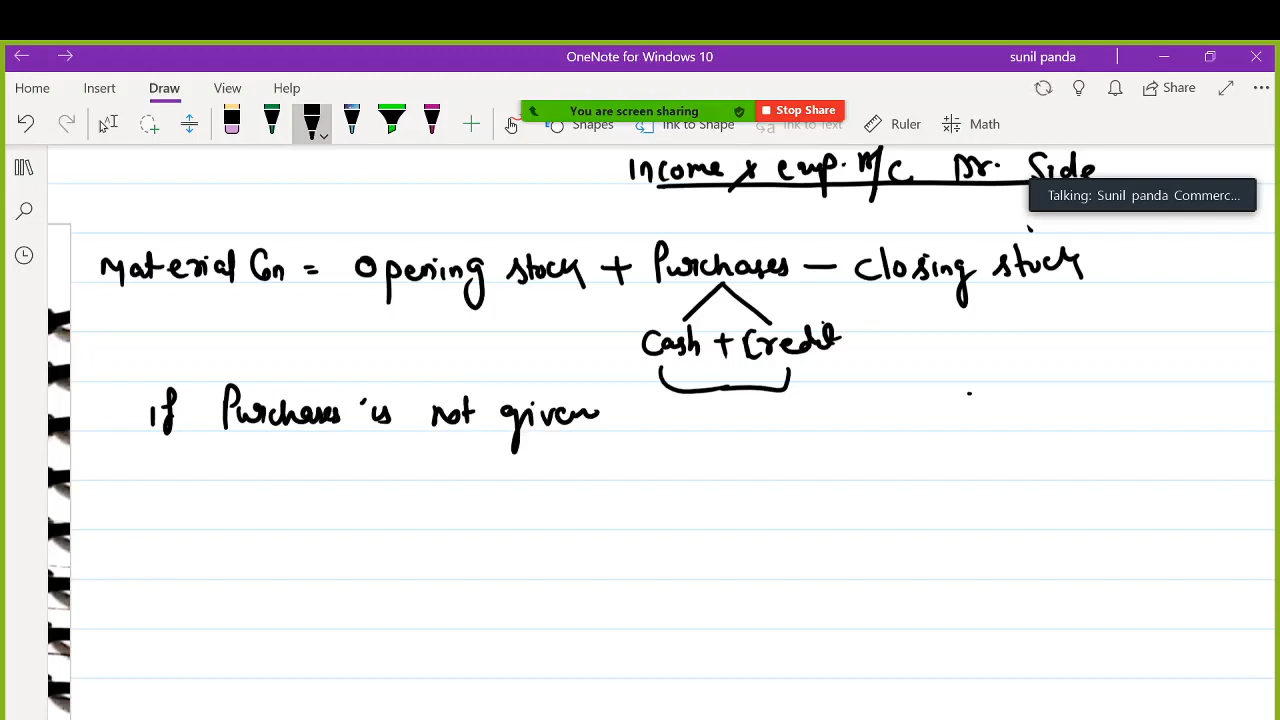 OneNote for Windows 10
sunil panda
Home Insert Draw View Help
Share
You are screen sharing
Stop Share
Shapes Ink to Shape Ink to Text Ruler Math
Income & exp. A/C Dr. Side
Talking: Sunil panda Commerc...
Material Con = Opening stock + Purchases – Closing stock
Cash + Credit
If Purchases is not given